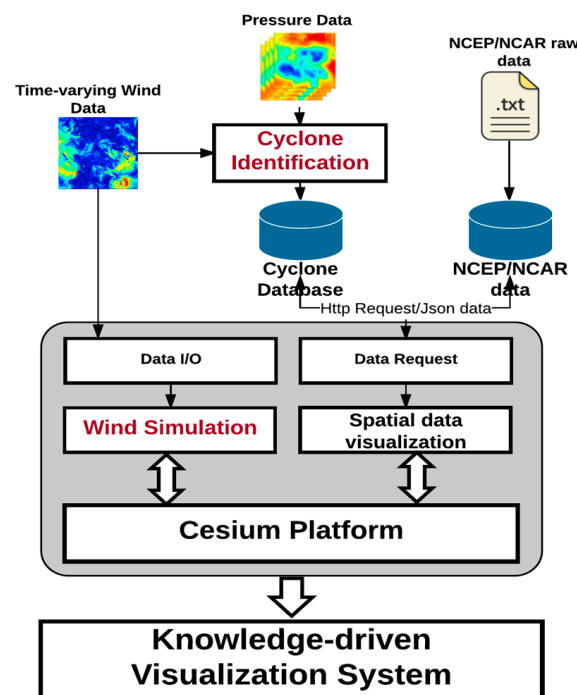 Pressure Data
NCEP/NCAR raw
data
Time-varying Wind
Data
.txt
Cyclone
Identification
Cyclone
Database
NCEP/NCAR
data
Http Request/Json data
Data I/O
Data Request
Wind Simulation
Spatial data
visualization
Cesium Platform
Knowledge-driven
Visualization System